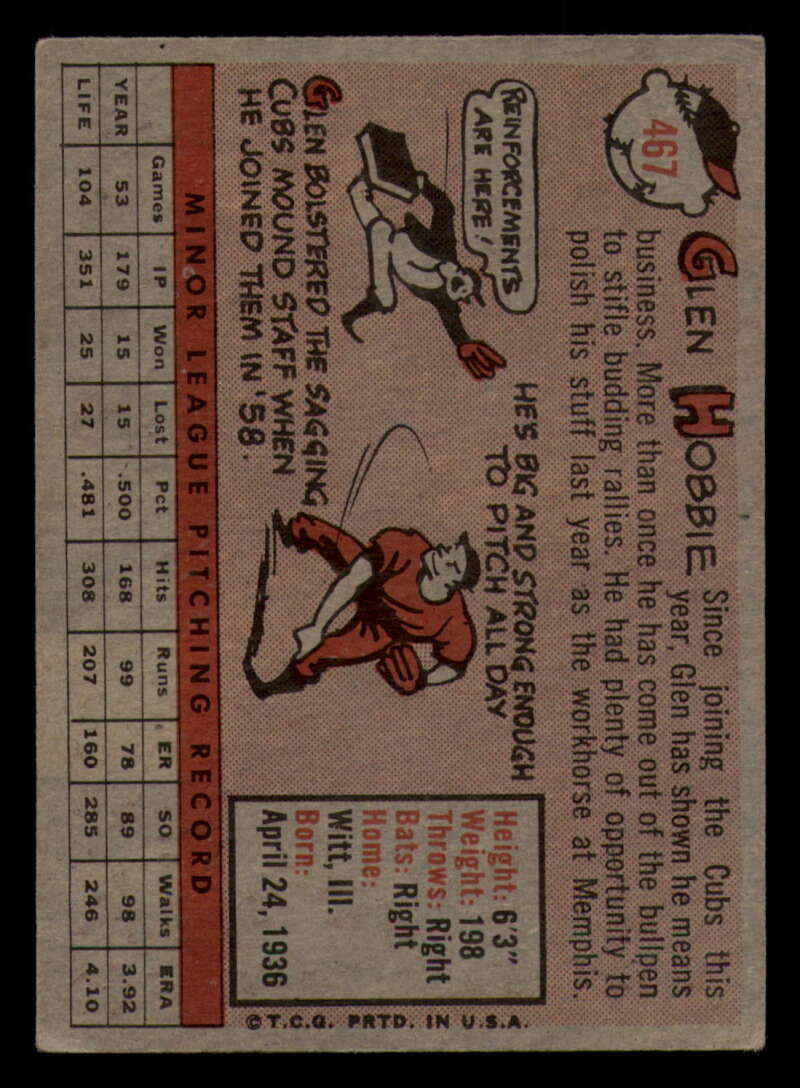 467
GLEN HOBBIE
Since joining the Cubs this
year, Glen has shown he means
business. More than once he has come out of the bullpen
to stifle budding rallies. He had plenty of opportunity to
polish his stuff last year as the workhorse at Memphis.
REINFORCEMENTS
ARE HERE!
GLEN BOLSTERED THE SAGGING
CUBS MOUND STAFF WHEN
HE JOINED THEM IN '58.
HE'S BIG AND STRONG ENOUGH
TO PITCH ALL DAY
Height: 6'3"
Weight: 198
Throws: Right
Bats: Right
Home:
Witt, Ill.
Born:
April 24, 1936
MINOR LEAGUE PITCHING RECORD
Games IP Won Lost Pct Hits Runs ER SO Walks ERA
YEAR 53 179 15 15 .500 168 99 78 89 98 3.92
LIFE 104 351 25 27 .481 308 207 160 285 246 4.10
©T.C.G. PRTD. IN U.S.A.